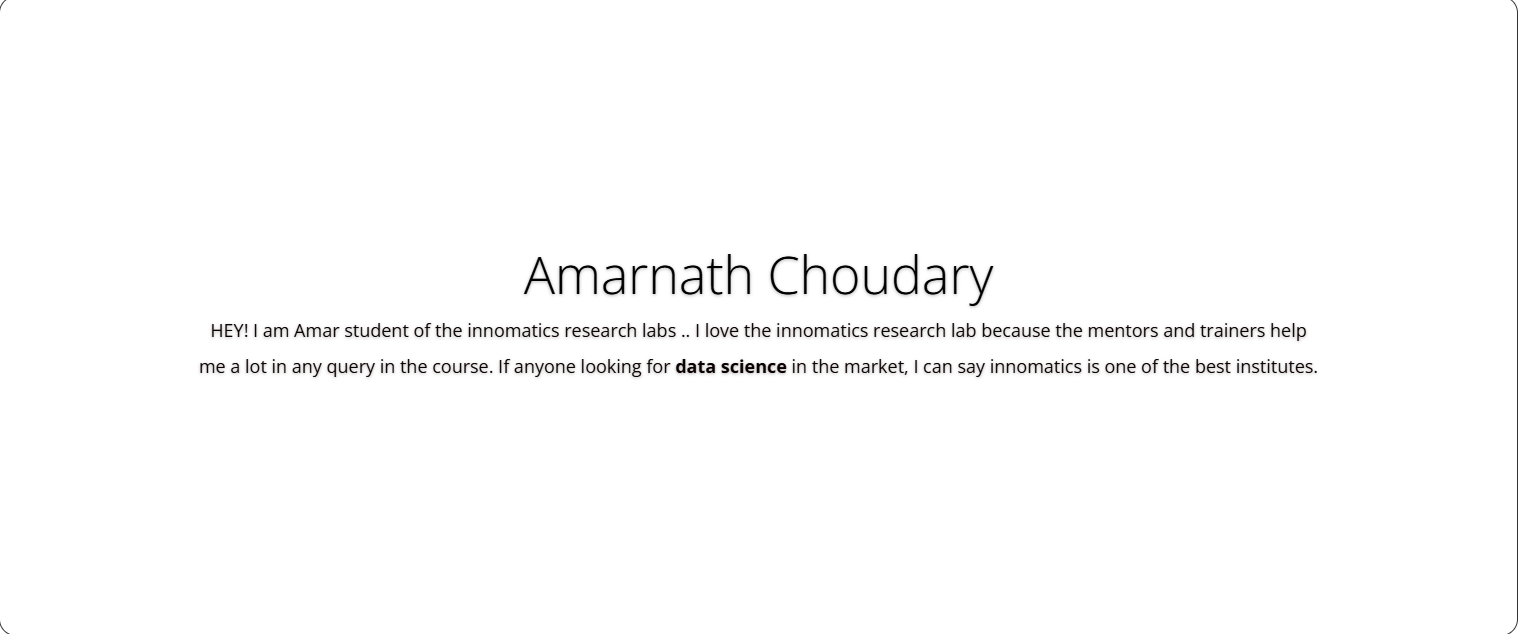 Amarnath Choudary
HEY! I am Amar student of the innomatics research labs .. I love the innomatics research lab because the mentors and trainers help
me a lot in any query in the course. If anyone looking for data science in the market, I can say innomatics is one of the best institutes.